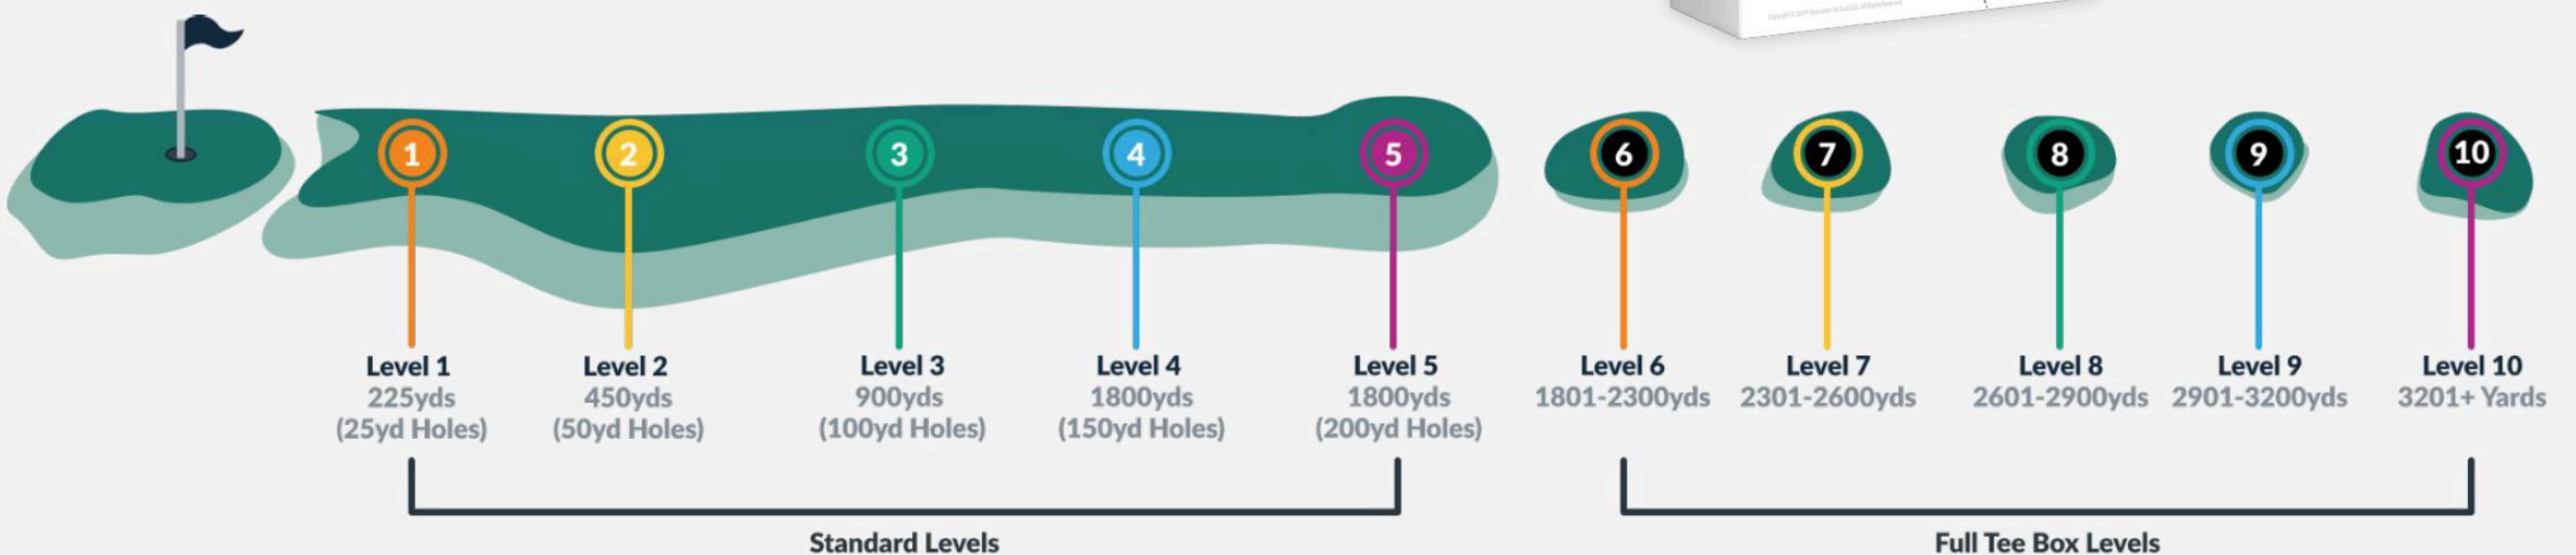 1
2
3
4
5
6
7
8
9
10
Level 1
225yds
(25yd Holes)
Level 2
450yds
(50yd Holes)
Level 3
900yds
(100yd Holes)
Level 4
1800yds
(150yd Holes)
Level 5
1800yds
(200yd Holes)
Level 6
1801-2300yds
Level 7
2301-2600yds
Level 8
2601-2900yds
Level 9
2901-3200yds
Level 10
3201+ Yards
Standard Levels
Full Tee Box Levels